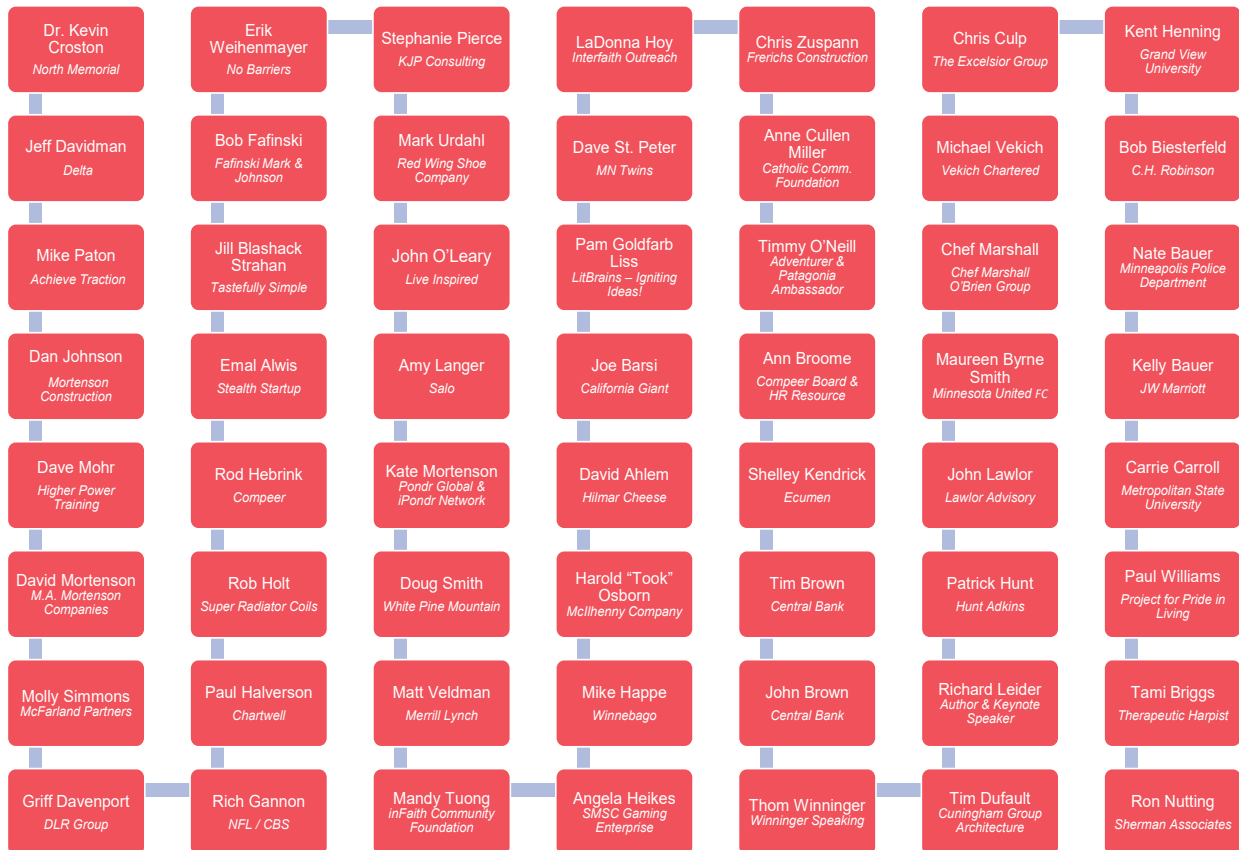 Dr. Kevin
Croston
North Memorial
Erik
Weihenmayer
No Barriers
Stephanie Pierce
KJP Consulting
LaDonna Hoy
Interfaith Outreach
Chris Zuspann
Frerichs Construction
Chris Culp
The Excelsior Group
Kent Henning
Grand View
University
Jeff Davidman
Delta
Bob Fafinski
Fafinski Mark &
Johnson
Mark Urdahl
Red Wing Shoe
Company
Dave St. Peter
MN Twins
Anne Cullen
Miller
Catholic Comm.
Foundation
Michael Vekich
Vekich Chartered
Bob Biesterfeld
C.H. Robinson
Mike Paton
Achieve Traction
Jill Blashack
Strahan
Tastefully Simple
John O’Leary
Live Inspired
Pam Goldfarb
Liss
LitBrains – Igniting
Ideas!
Timmy O’Neill
Adventurer &
Patagonia
Ambassador
Chef Marshall
Chef Marshall
O’Brien Group
Nate Bauer
Minneapolis Police
Department
Dan Johnson
Mortenson
Construction
Emal Alwis
Stealth Startup
Amy Langer
Salo
Joe Barsi
California Giant
Ann Broome
Compeer Board &
HR Resource
Maureen Byrne
Smith
Minnesota United FC
Kelly Bauer
JW Marriott
Dave Mohr
Higher Power
Training
Rod Hebrink
Compeer
Kate Mortenson
Pondr Global &
iPondr Network
David Ahlem
Hilmar Cheese
Shelley Kendrick
Ecumen
John Lawlor
Lawlor Advisory
Carrie Carroll
Metropolitan State
University
David Mortenson
M.A. Mortenson
Companies
Rob Holt
Super Radiator Coils
Doug Smith
White Pine Mountain
Harold “Took”
Osborn
McIlhenny Company
Tim Brown
Central Bank
Patrick Hunt
Hunt Adkins
Paul Williams
Project for Pride in
Living
Molly Simmons
McFarland Partners
Paul Halverson
Chartwell
Matt Veldman
Merrill Lynch
Mike Happe
Winnebago
John Brown
Central Bank
Richard Leider
Author & Keynote
Speaker
Tami Briggs
Therapeutic Harpist
Griff Davenport
DLR Group
Rich Gannon
NFL / CBS
Mandy Tuong
inFaith Community
Foundation
Angela Heikes
SMSC Gaming
Enterprise
Thom Winninger
Winninger Speaking
Tim Dufault
Cuningham Group
Architecture
Ron Nutting
Sherman Associates